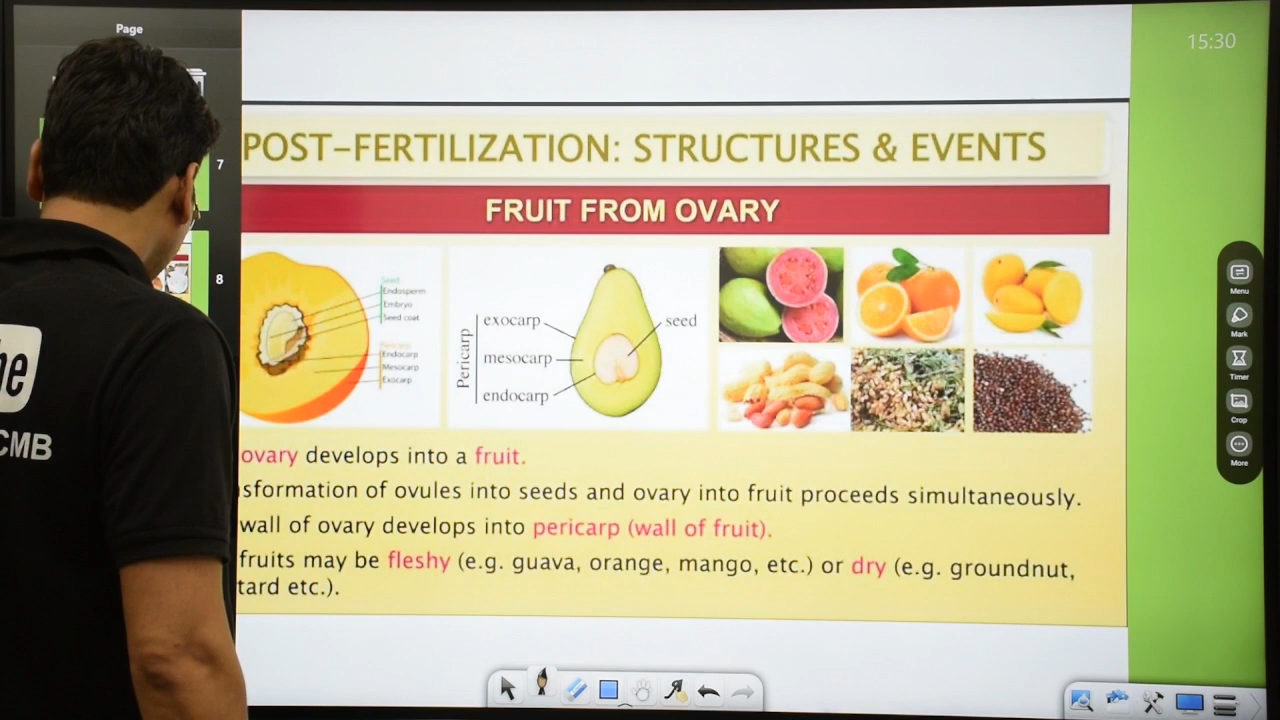 Page
15:30
7
8
POST-FERTILIZATION: STRUCTURES & EVENTS
FRUIT FROM OVARY
Seed
Endosperm
Embryo
Seed coat
Pericarp
Endocarp
Mesocarp
Exocarp
Pericarp
exocarp
mesocarp
endocarp
seed
ovary develops into a fruit.
sformation of ovules into seeds and ovary into fruit proceeds simultaneously.
wall of ovary develops into pericarp (wall of fruit).
fruits may be fleshy (e.g. guava, orange, mango, etc.) or dry (e.g. groundnut,
tard etc.).
Menu
Mark
Timer
Crop
More
he
CMB